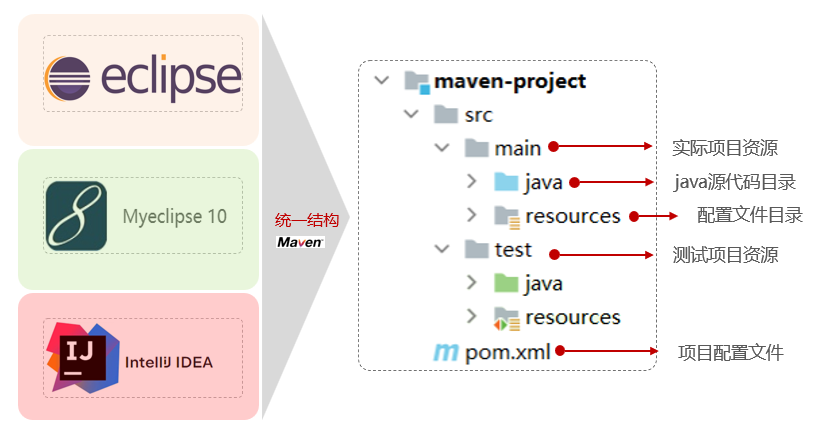 eclipse
Myeclipse 10
IJ
IntelliJ IDEA
统一结构
Maven™
maven-project
src
main
实际项目资源
java
java源代码目录
resources
配置文件目录
test
测试项目资源
java
resources
pom.xml
项目配置文件